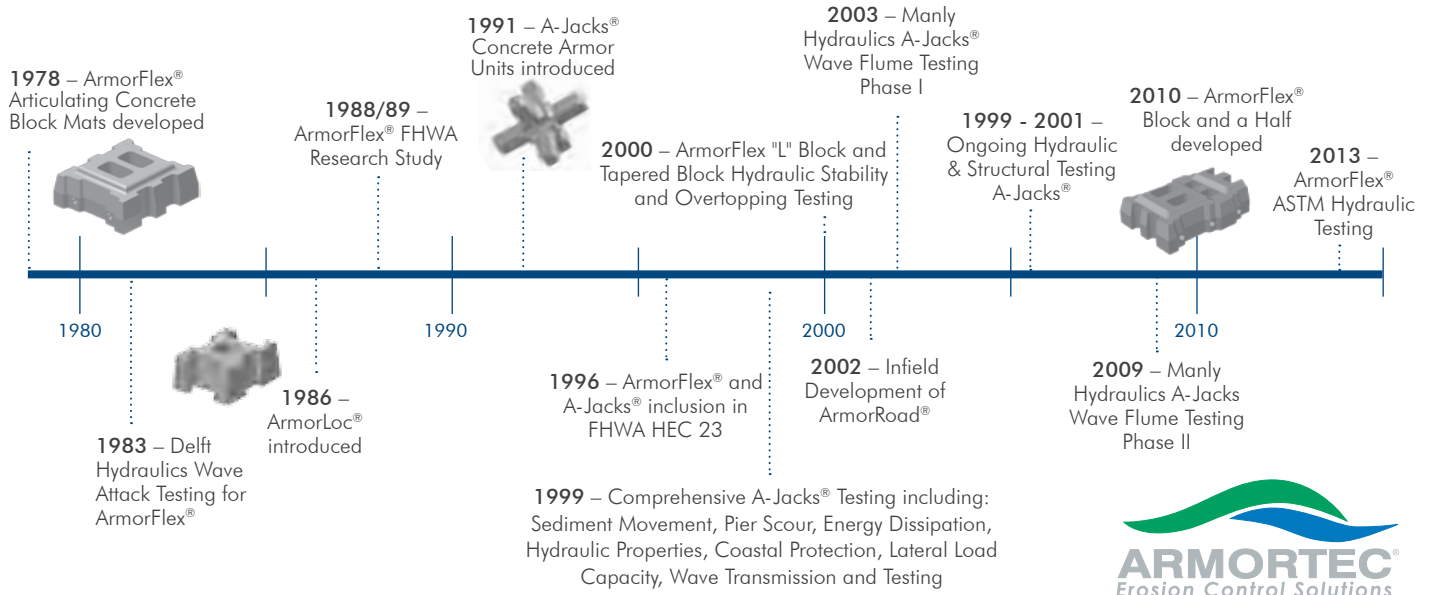 1978 – ArmorFlex®
Articulating Concrete
Block Mats developed
1983 – Delft
Hydraulics Wave
Attack Testing for
ArmorFlex®
1986 –
ArmorLoc®
introduced
1988/89 –
ArmorFlex® FHWA
Research Study
1991 – A-Jacks®
Concrete Armor
Units introduced
1996 – ArmorFlex® and
A-Jacks® inclusion in
FHWA HEC 23
1999 – Comprehensive A-Jacks® Testing including:
Sediment Movement, Pier Scour, Energy Dissipation,
Hydraulic Properties, Coastal Protection, Lateral Load
Capacity, Wave Transmission and Testing
2000 – ArmorFlex "L" Block and
Tapered Block Hydraulic Stability
and Overtopping Testing
2002 – Infield
Development of
ArmorRoad®
2003 – Manly
Hydraulics A-Jacks®
Wave Flume Testing
Phase I
1999 - 2001 –
Ongoing Hydraulic
& Structural Testing
A-Jacks®
2009 – Manly
Hydraulics A-Jacks
Wave Flume Testing
Phase II
2010 – ArmorFlex®
Block and a Half
developed
2013 –
ArmorFlex®
ASTM Hydraulic
Testing
1980
1990
2000
2010
ARMORTEC®
Erosion Control Solutions